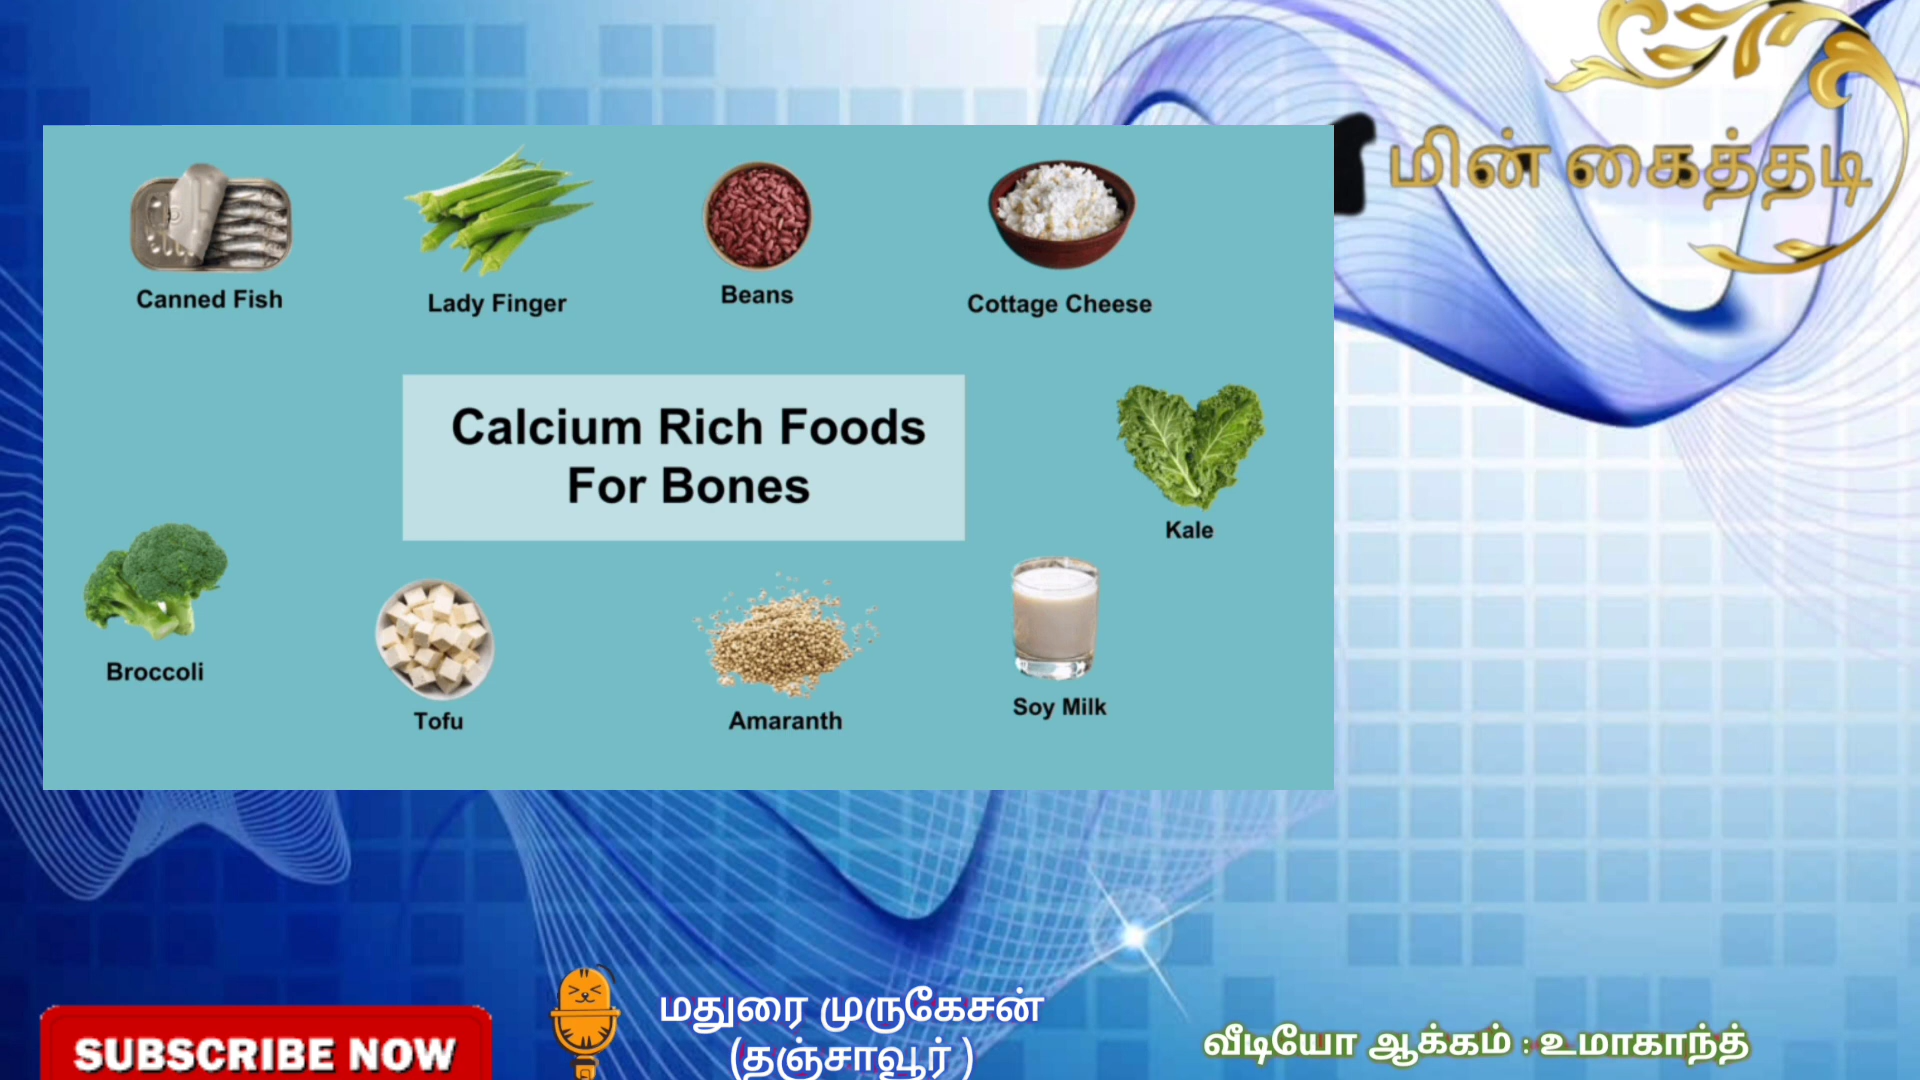 மின் கைத்தடி
Canned Fish
Lady Finger
Beans
Cottage Cheese
Calcium Rich Foods
For Bones
Kale
Broccoli
Tofu
Amaranth
Soy Milk
SUBSCRIBE NOW
மதுரை முருகேசன்
(தஞ்சாவூர் )
வீடியோ ஆக்கம் : உமாகாந்த்